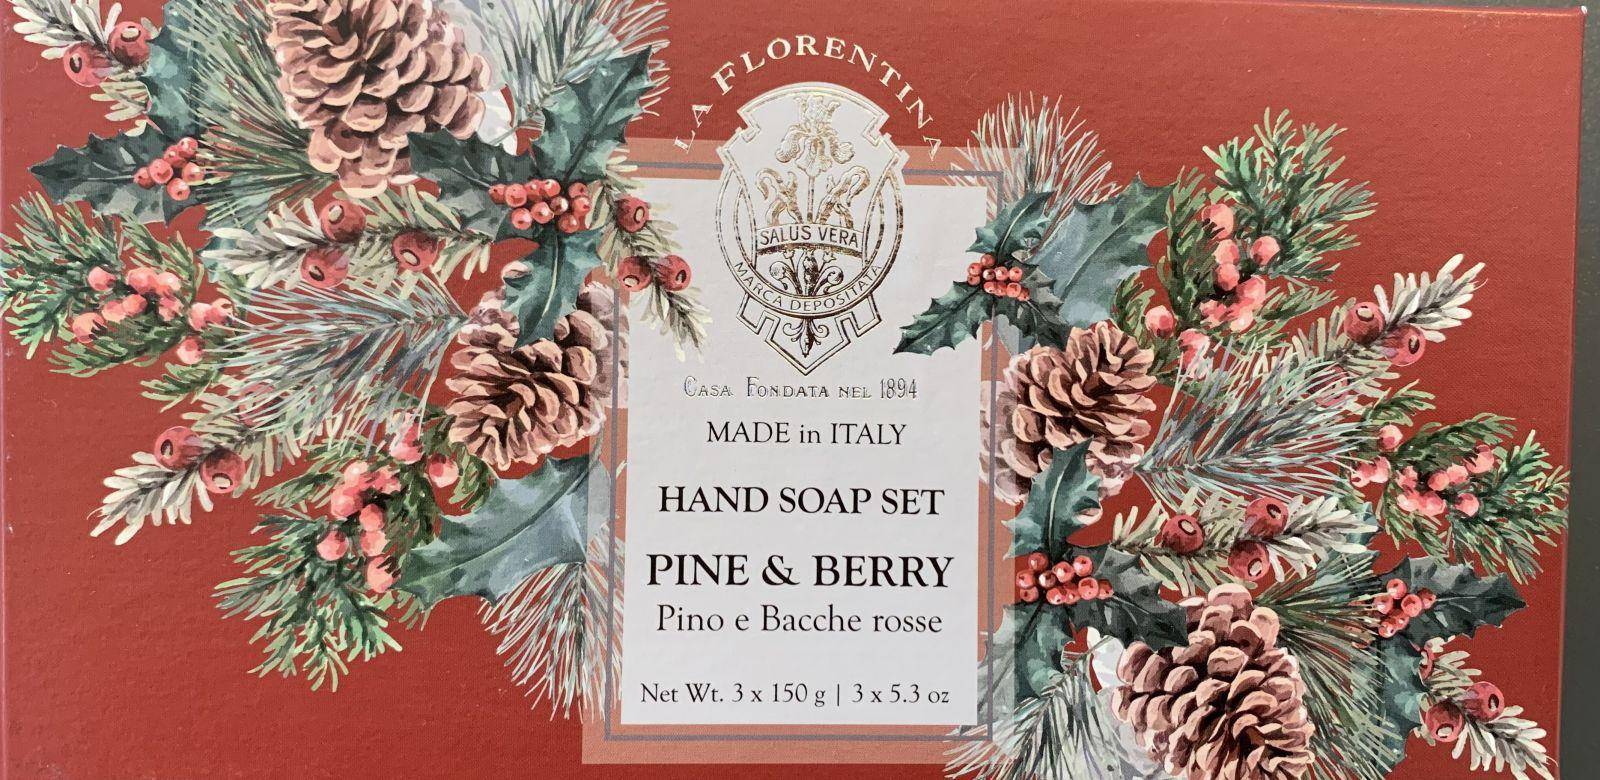 LA FLORENTINA
SALUS VERA
MARCA DEPOSITATA
CASA FONDATA NEL 1894
MADE in ITALY
HAND SOAP SET
PINE & BERRY
Pino e Bacche rosse
Net Wt. 3 x 150 g | 3 x 5.3 oz